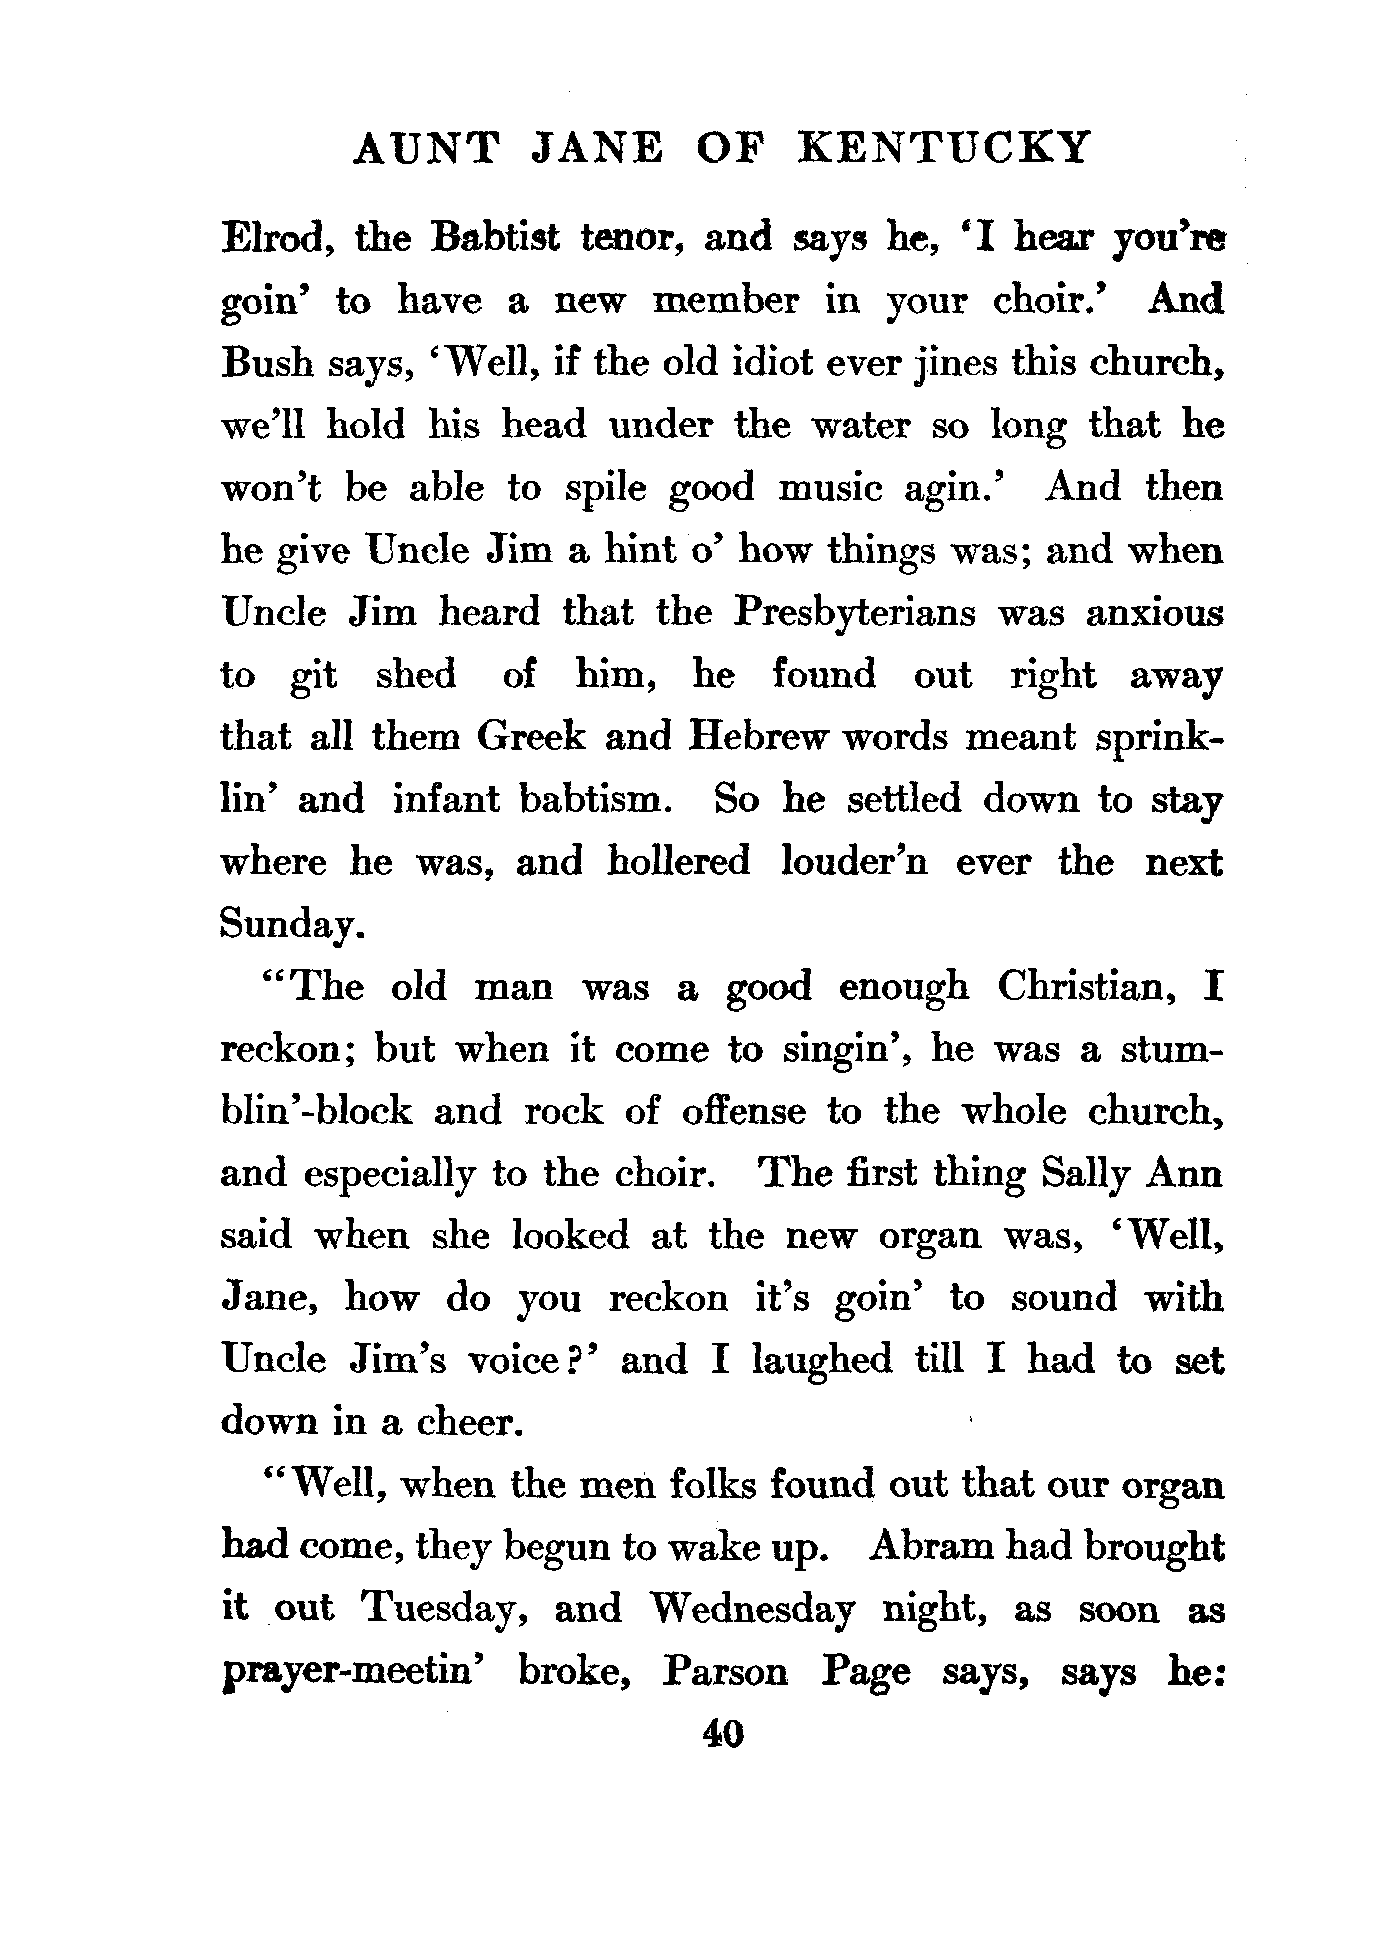 AUNT JANE OF KENTUCKY
Elrod, the Babtist tenor, and says he, ‘I hear you’re
goin’ to have a new member in your choir.’ And
Bush says, ‘Well, if the old idiot ever jines this church,
we’ll hold his head under the water so long that he
won’t be able to spile good music agin.’ And then
he give Uncle Jim a hint o’ how things was; and when
Uncle Jim heard that the Presbyterians was anxious
to git shed of him, he found out right away
that all them Greek and Hebrew words meant sprink-
lin’ and infant babtism. So he settled down to stay
where he was, and hollered louder’n ever the next
Sunday.
“The old man was a good enough Christian, I
reckon; but when it come to singin’, he was a stum-
blin’-block and rock of offense to the whole church,
and especially to the choir. The first thing Sally Ann
said when she looked at the new organ was, ‘Well,
Jane, how do you reckon it’s goin’ to sound with
Uncle Jim’s voice?’ and I laughed till I had to set
down in a cheer.
“Well, when the men folks found out that our organ
had come, they begun to wake up. Abram had brought
it out Tuesday, and Wednesday night, as soon as
prayer-meetin’ broke, Parson Page says, says he:
40